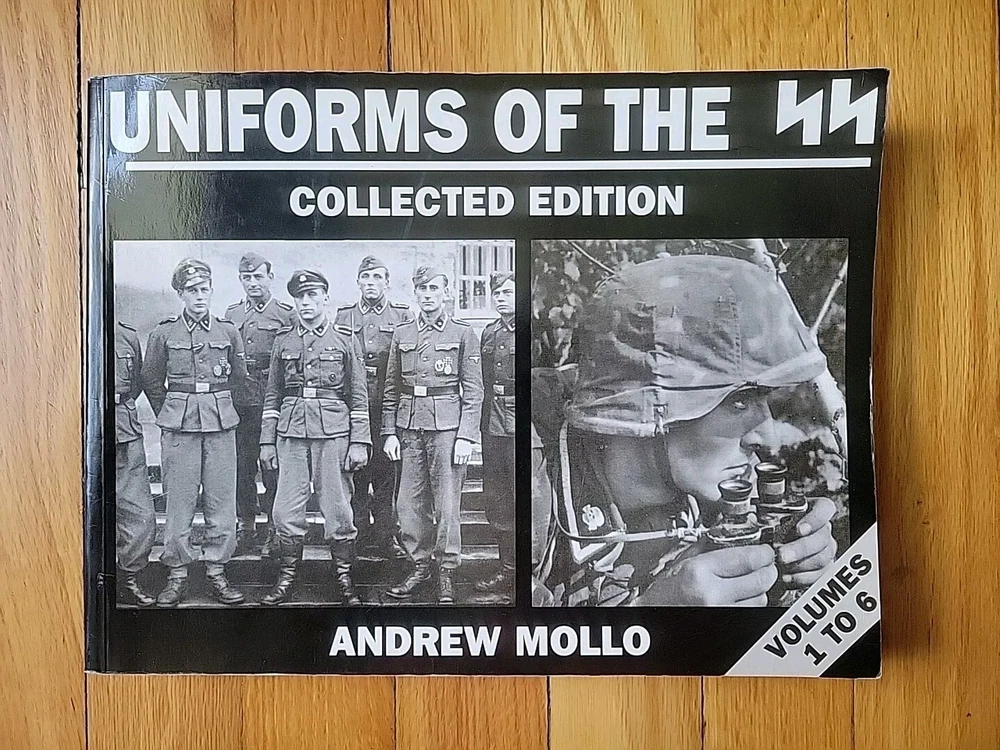 UNIFORMS OF THE SS
COLLECTED EDITION
ANDREW MOLLO
VOLUMES
1 TO 6